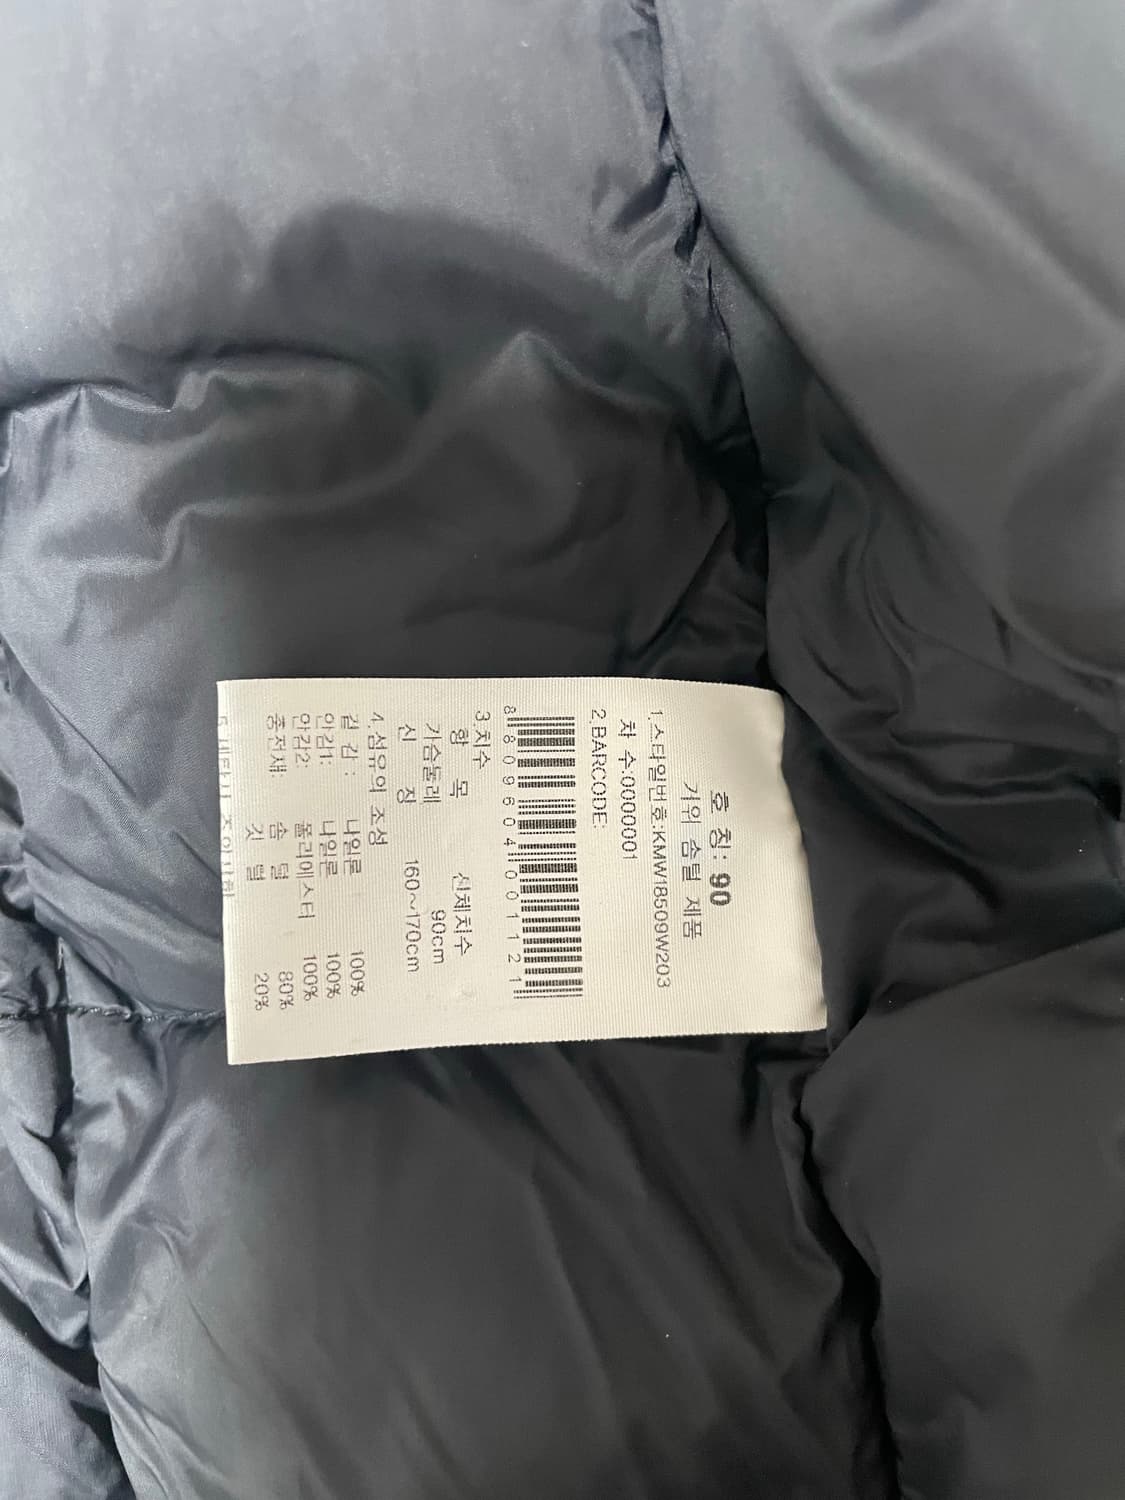 호 칭: 90
거위 솜털 제품
1.스타일번호:KMW18509W203
차 수:0000001
2.BARCODE:
8809604001121
3.치수
항 목 신체치수
가슴둘레 90cm
신 장 160~170cm
4.섬유의 조성
겉 감 : 나일론 100%
안감1: 나일론 100%
안감2: 폴리에스터 100%
충전재: 솜 털 80%
깃 털 20%